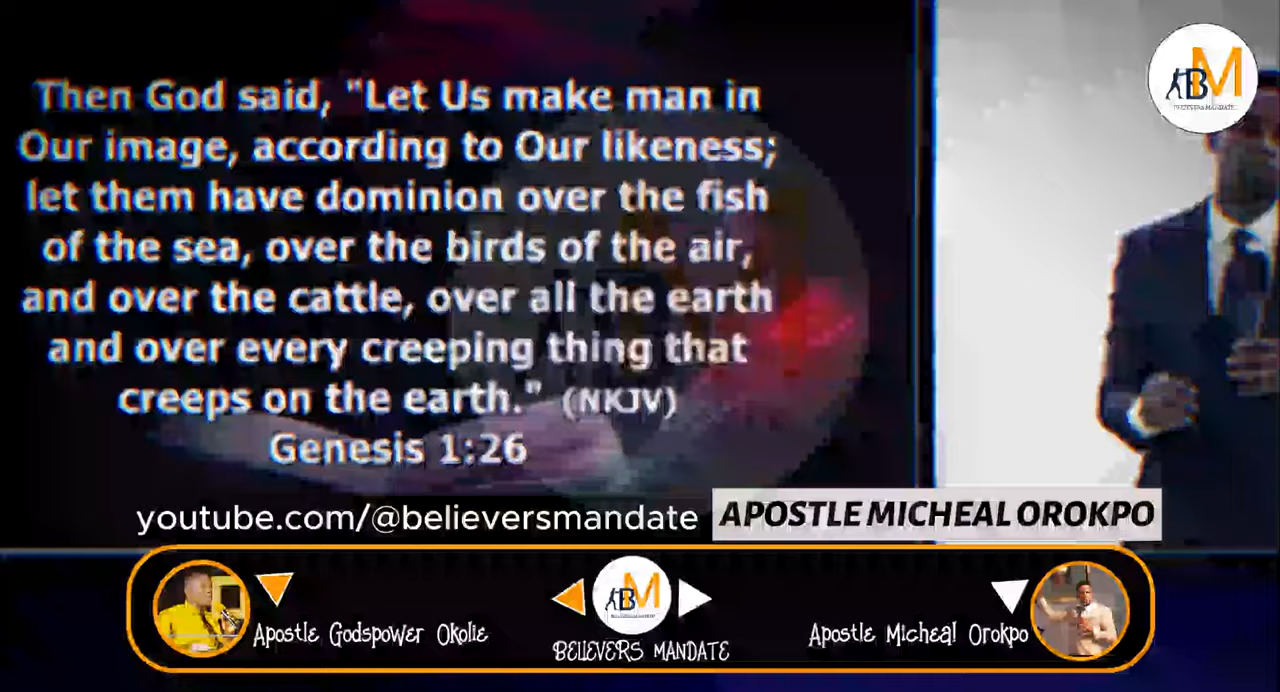 Then God said, "Let Us make man in
Our image, according to Our likeness;
let them have dominion over the fish
of the sea, over the birds of the air,
and over the cattle, over all the earth
and over every creeping thing that
creeps on the earth." (NKJV)
Genesis 1:26
BM
BELIEVERS MANDATE
youtube.com/@believersmandate
APOSTLE MICHEAL OROKPO
Apostle Godspower Okolie
BM
BELIEVERS MANDATE
Apostle Micheal Orokpo